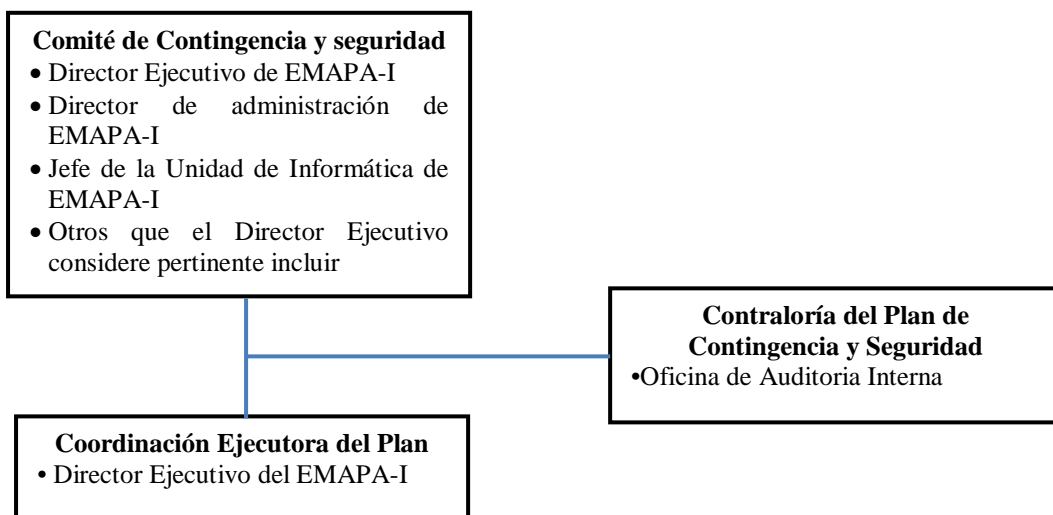 Comité de Contingencia y seguridad
• Director Ejecutivo de EMAPA-I
• Director de administración de
EMAPA-I
• Jefe de la Unidad de Informática de
EMAPA-I
• Otros que el Director Ejecutivo
considere pertinente incluir
Contraloría del Plan de
Contingencia y Seguridad
•Oficina de Auditoria Interna
Coordinación Ejecutora del Plan
• Director Ejecutivo del EMAPA-I